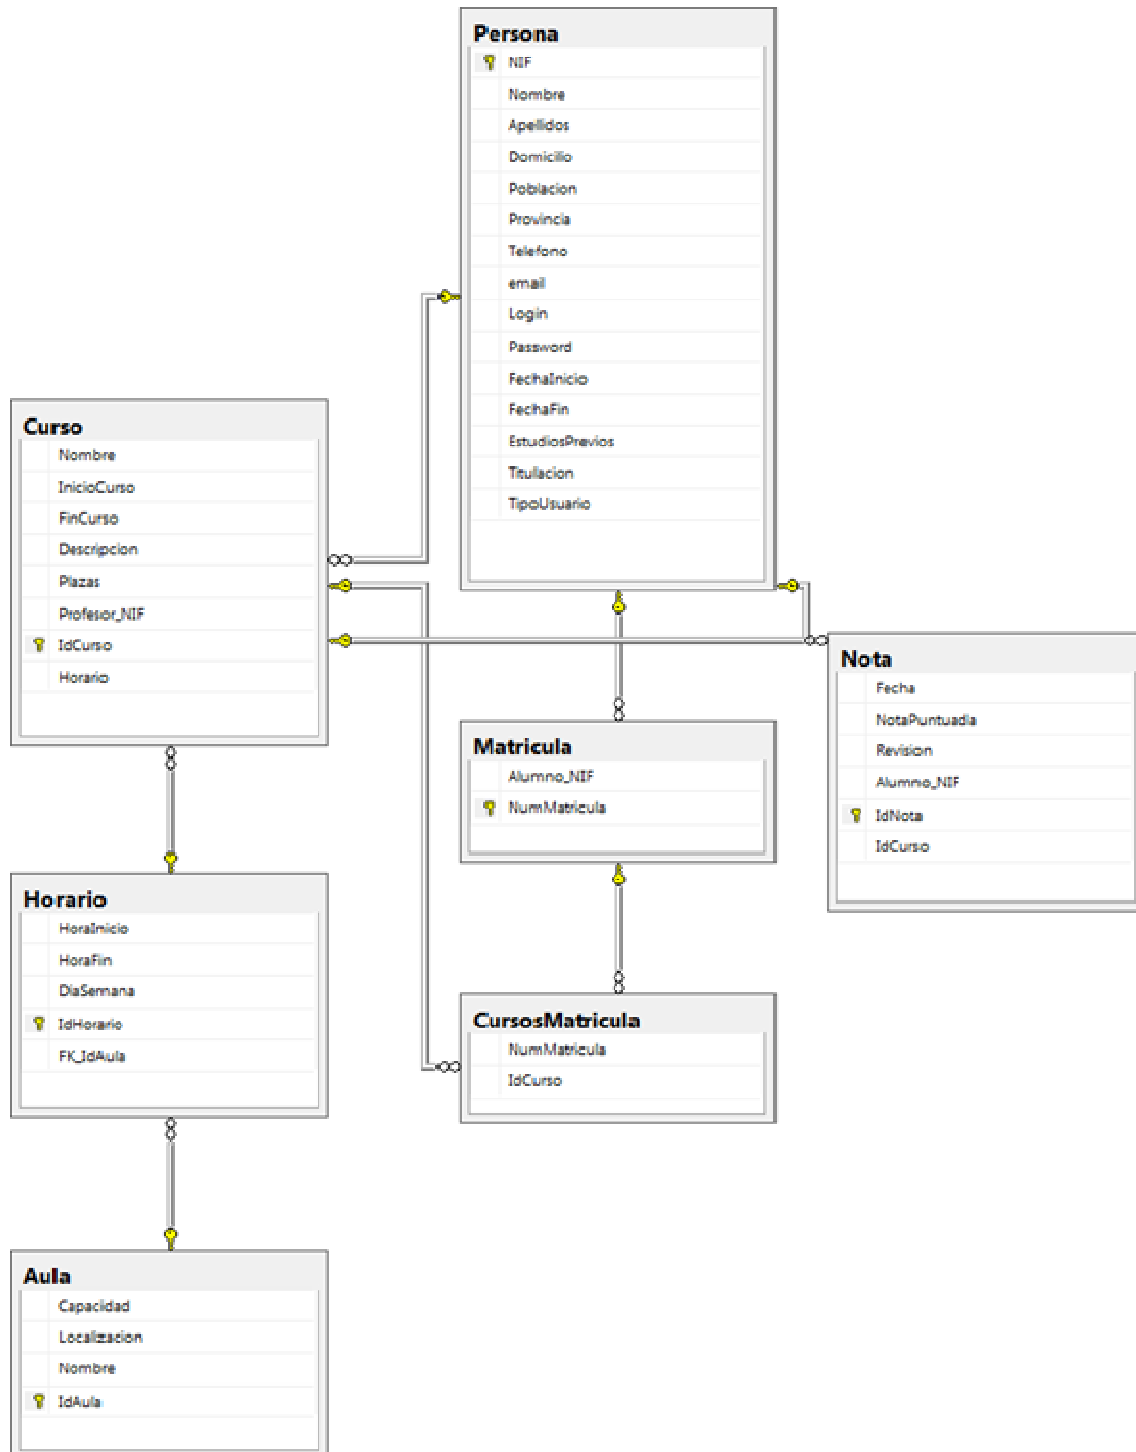 Persona
NIF
Nombre
Apellidos
Domicilio
Poblacion
Provincia
Telefono
email
Login
Password
FechaInicio
FechaFin
EstudiosPrevios
Titulacion
TipoUsuario
Curso
Nombre
InicioCurso
FinCurso
Descripcion
Plazas
Profesor_NIF
IdCurso
Horario
Nota
Fecha
NotaPuntuada
Revision
Alumno_NIF
IdNota
IdCurso
Matricula
Alumno_NIF
NumMatricula
Horario
HoraInicio
HoraFin
DiaSemana
IdHorario
FK_IdAula
CursosMatricula
NumMatricula
IdCurso
Aula
Capacidad
Localizacion
Nombre
IdAula